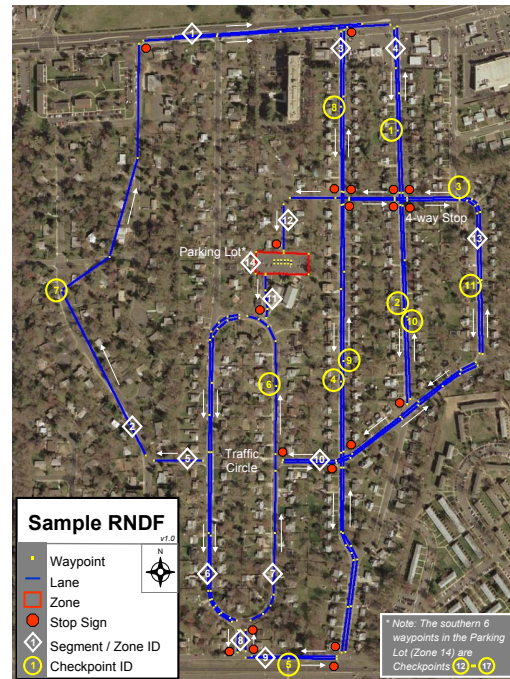 1
3
4
8
1
3
4-way Stop
12
13
Parking Lot*
14
7
11
11
2
10
9
6
4
2
Traffic
Circle
5
10
Sample RNDF
v1.0
Waypoint
Lane
Zone
Stop Sign
1 Segment / Zone ID
1 Checkpoint ID
N
6
7
8
9
5
* Note: The southern 6
waypoints in the Parking
Lot (Zone 14) are
Checkpoints 12 - 17